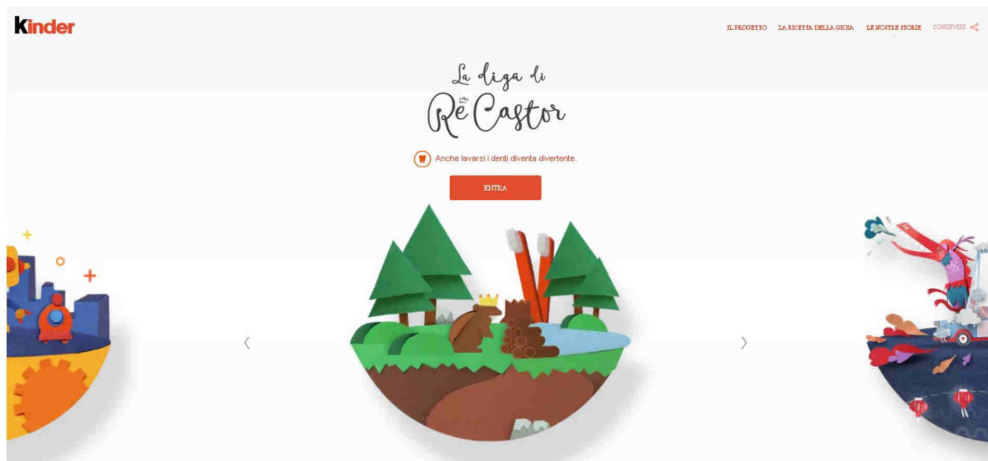 kinder
IL PROGETTO LA RICETTA DELLA GIOIA LE NOSTRE STORIE CONDIVIDI
La diga di
Re Castor
Anche lavarsi i denti diventa divertente.
ENTRA